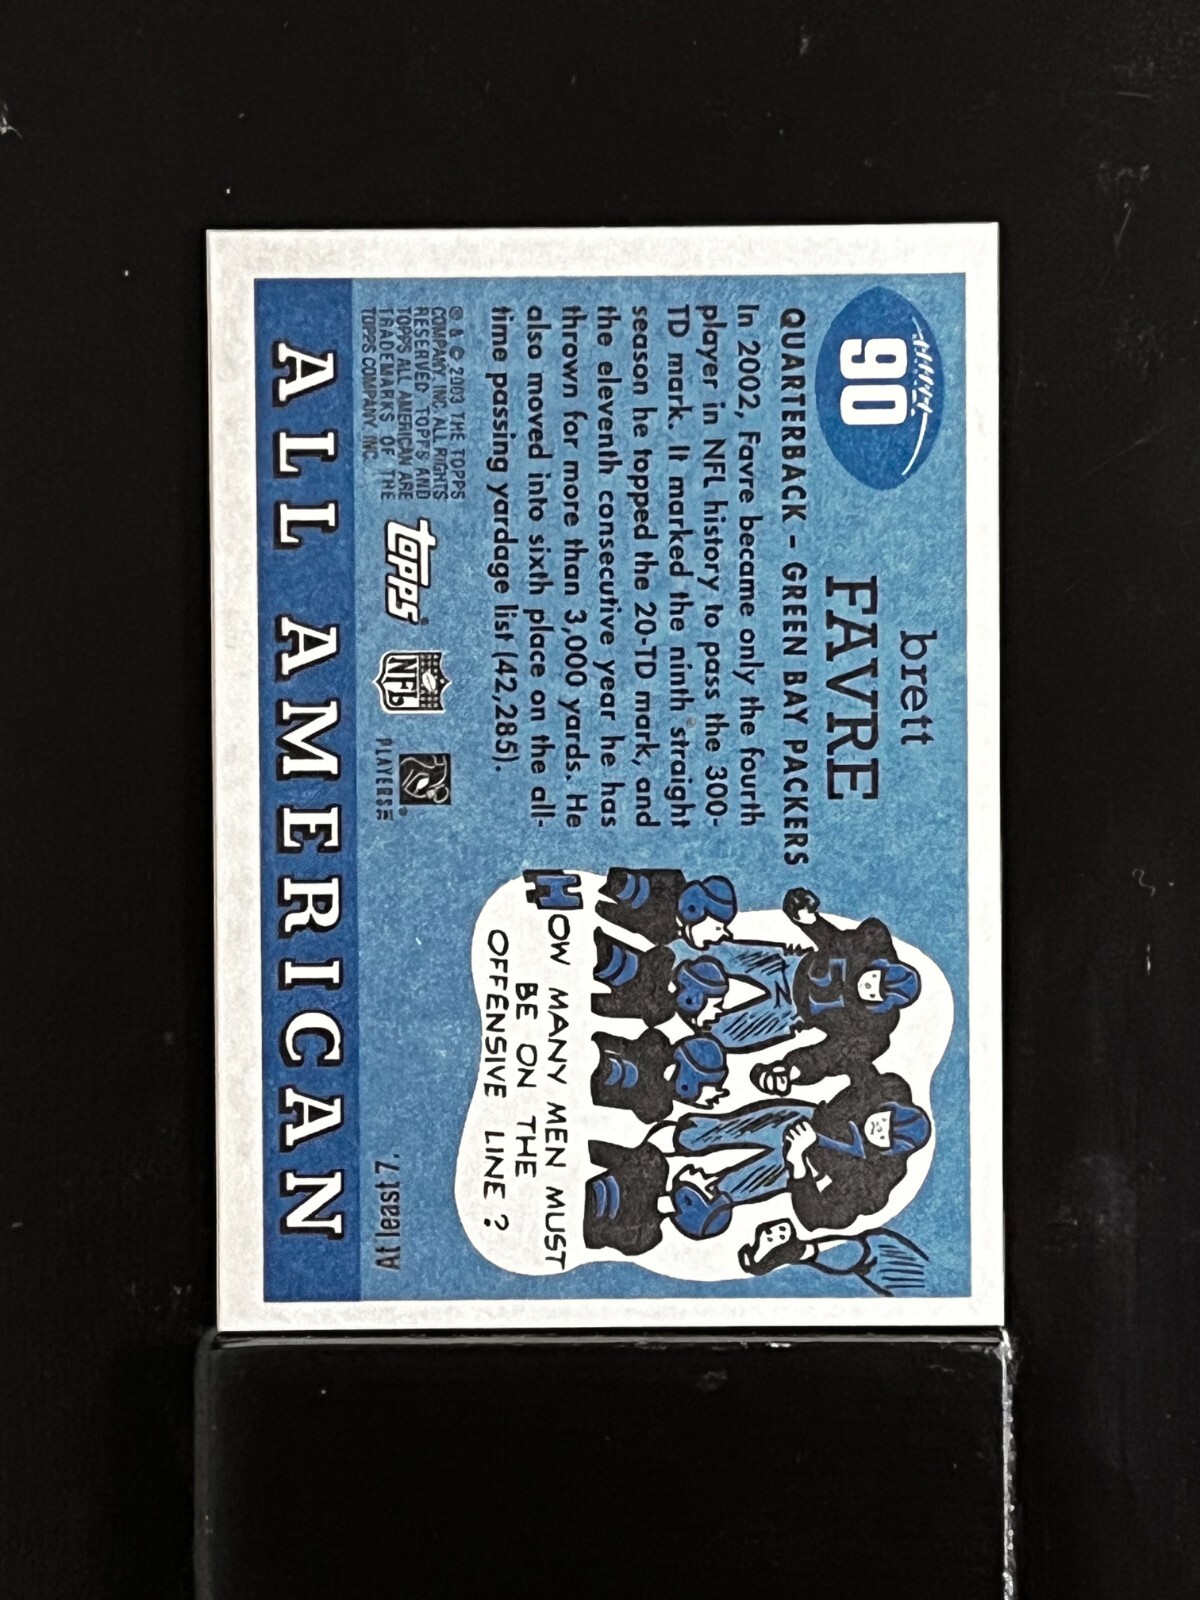 90
brett
FAVRE
QUARTERBACK - GREEN BAY PACKERS
In 2002, Favre became only the fourth
player in NFL history to pass the 300-
TD mark. It marked the ninth straight
season he topped the 20-TD mark, and
the eleventh consecutive year he has
thrown for more than 3,000 yards. He
also moved into sixth place on the all-
time passing yardage list (42,285).
51
7
HOW MANY MEN MUST
BE ON THE
OFFENSIVE LINE?
At least 7.
® & © 2003 THE TOPPS
COMPANY, INC. ALL RIGHTS
RESERVED. TOPPS AND
TOPPS ALL AMERICAN ARE
TRADEMARKS OF THE
TOPPS COMPANY, INC.
topps
NFL
PLAYERS INC
ALL AMERICAN